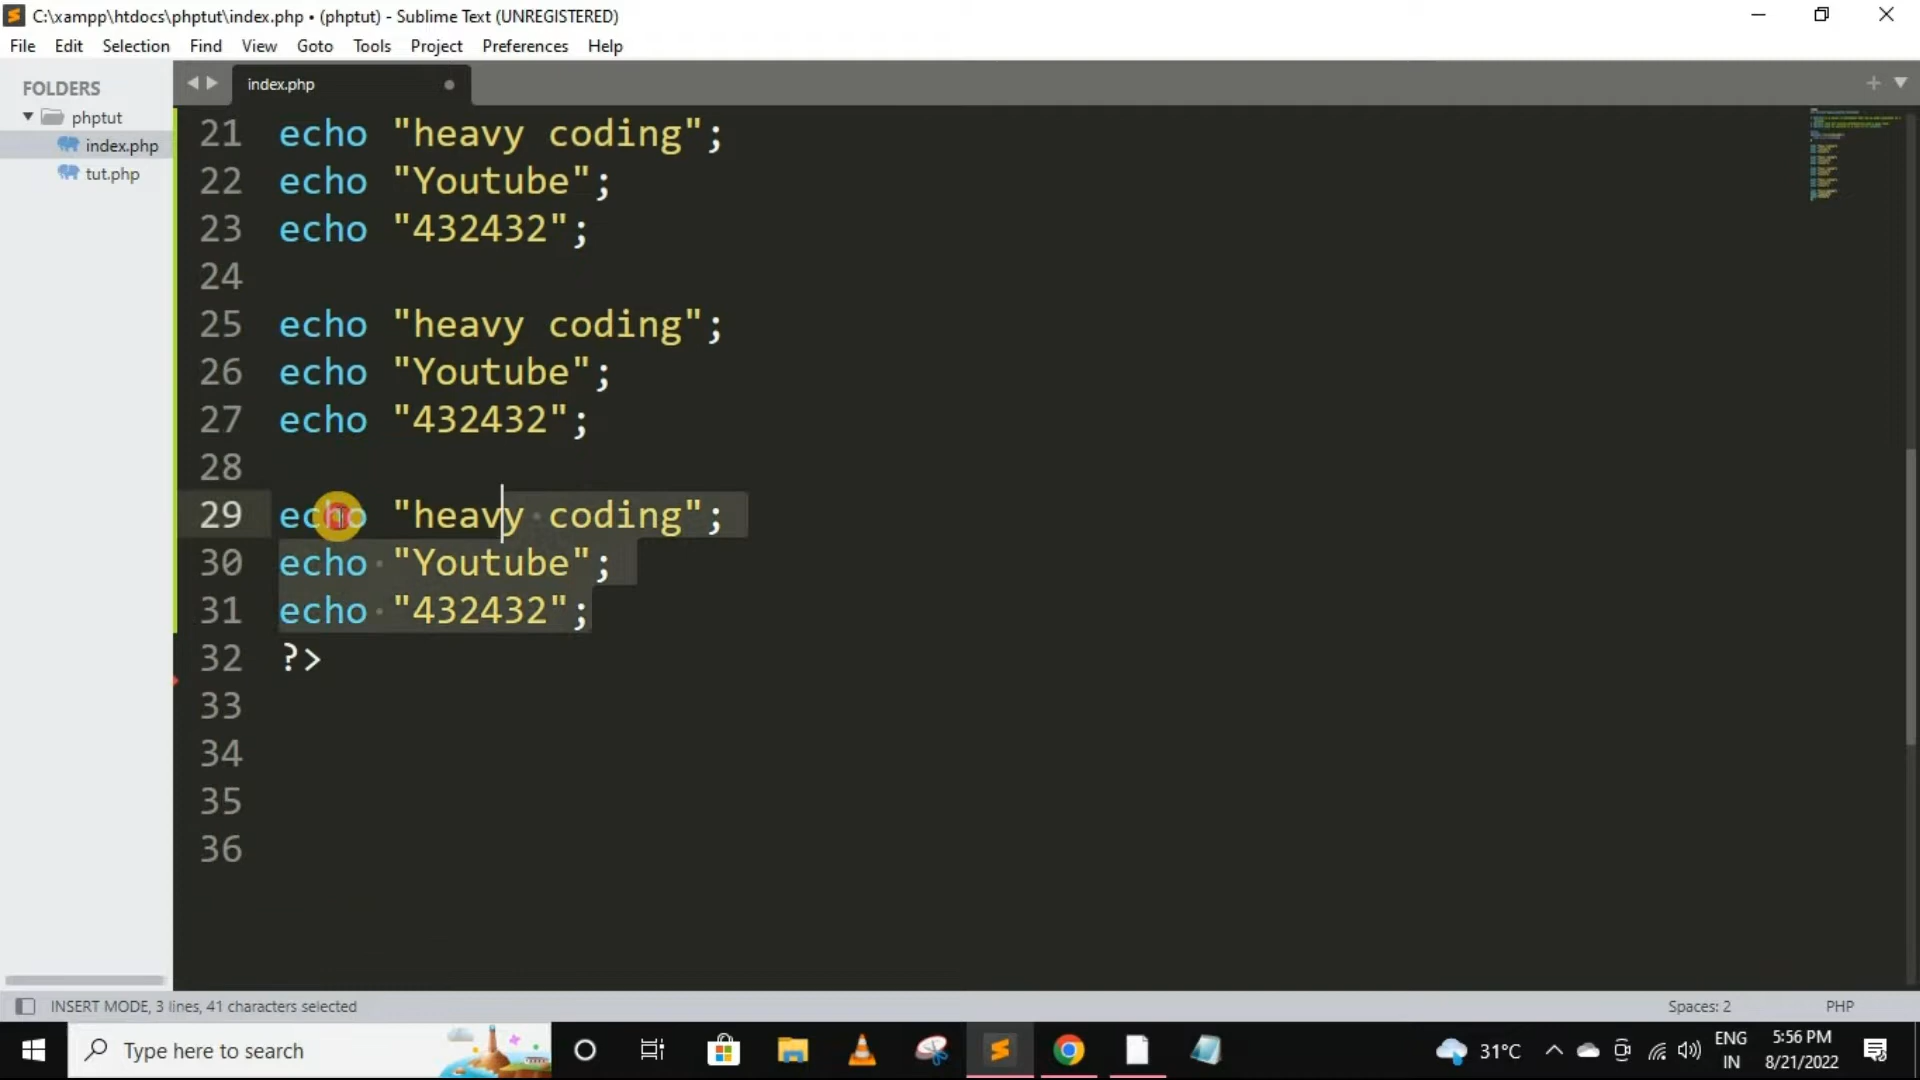 C:\xampp\htdocs\phptut\index.php • (phptut) - Sublime Text (UNREGISTERED)
File Edit Selection Find View Goto Tools Project Preferences Help
FOLDERS
phptut
index.php
tut.php
index.php
21 echo "heavy coding";
22 echo "Youtube";
23 echo "432432";
24
25 echo "heavy coding";
26 echo "Youtube";
27 echo "432432";
28
29 echo "heavy coding";
30 echo "Youtube";
31 echo "432432";
32 ?>
33
34
35
36
INSERT MODE, 3 lines, 41 characters selected
Spaces: 2 PHP
Type here to search
31°C
ENG
IN
5:56 PM
8/21/2022